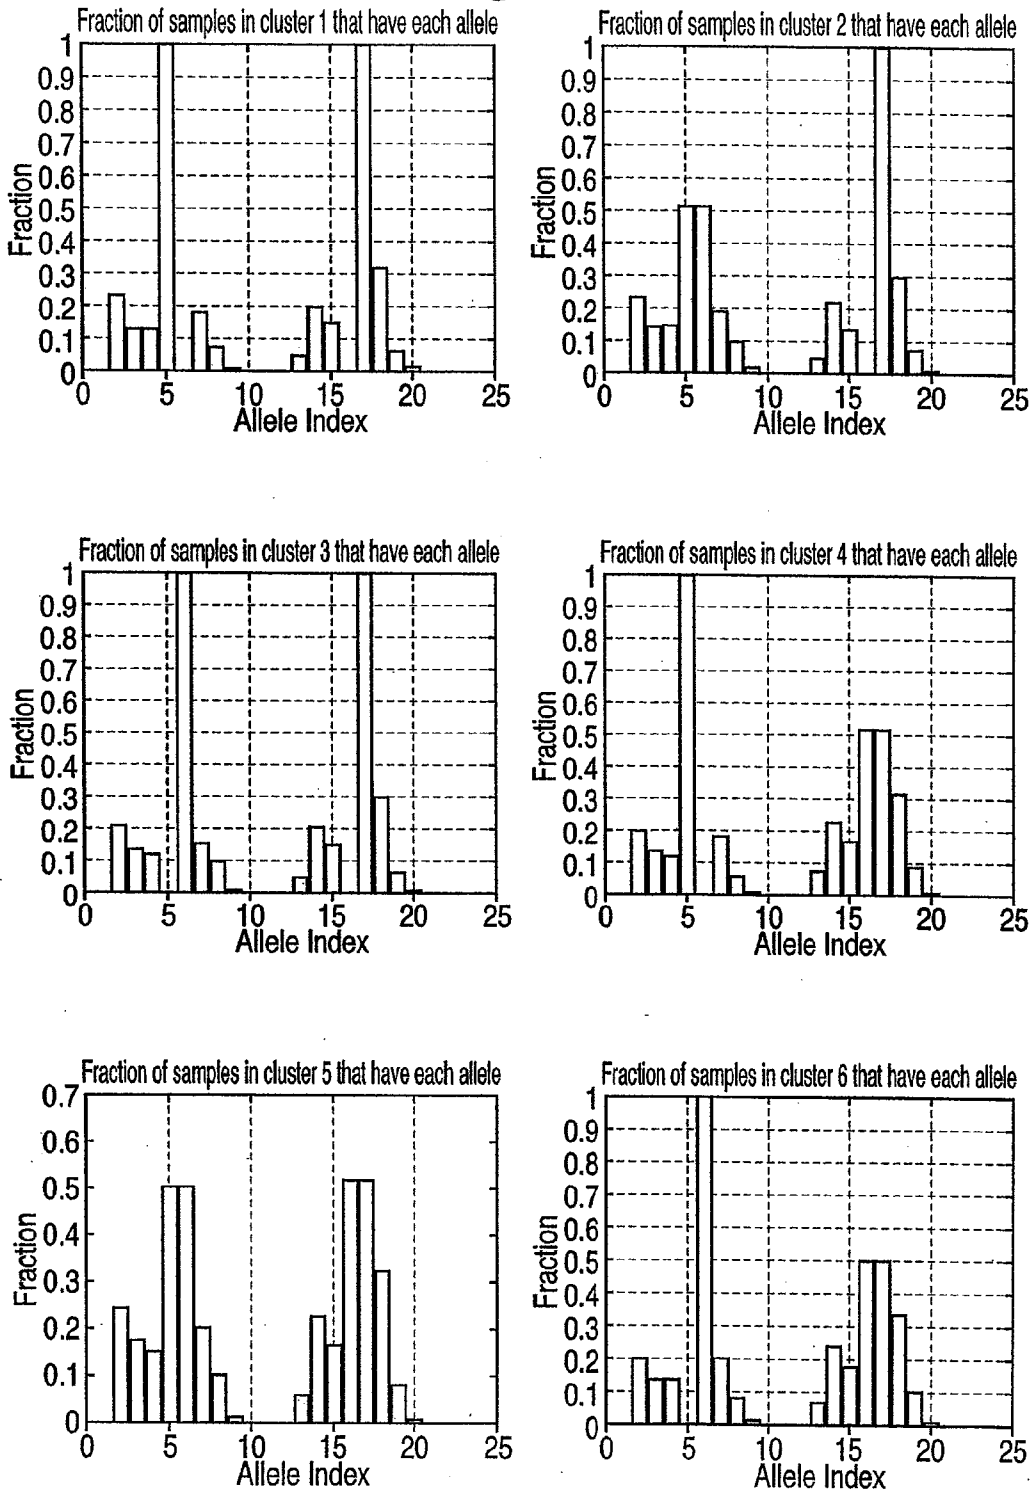 Fraction of samples in cluster 1 that have each allele
1
0.9
0.8
0.7
0.6
0.5
0.4
0.3
0.2
0.1
0
Fraction
0 5 10 15 20 25
Allele Index
Fraction of samples in cluster 2 that have each allele
1
0.9
0.8
0.7
0.6
0.5
0.4
0.3
0.2
0.1
0
Fraction
0 5 10 15 20 25
Allele Index
Fraction of samples in cluster 3 that have each allele
1
0.9
0.8
0.7
0.6
0.5
0.4
0.3
0.2
0.1
0
Fraction
0 5 10 15 20 25
Allele Index
Fraction of samples in cluster 4 that have each allele
1
0.9
0.8
0.7
0.6
0.5
0.4
0.3
0.2
0.1
0
Fraction
0 5 10 15 20 25
Allele Index
Fraction of samples in cluster 5 that have each allele
0.7
0.6
0.5
0.4
0.3
0.2
0.1
0
Fraction
0 5 10 15 20 25
Allele Index
Fraction of samples in cluster 6 that have each allele
1
0.9
0.8
0.7
0.6
0.5
0.4
0.3
0.2
0.1
0
Fraction
0 5 10 15 20 25
Allele Index